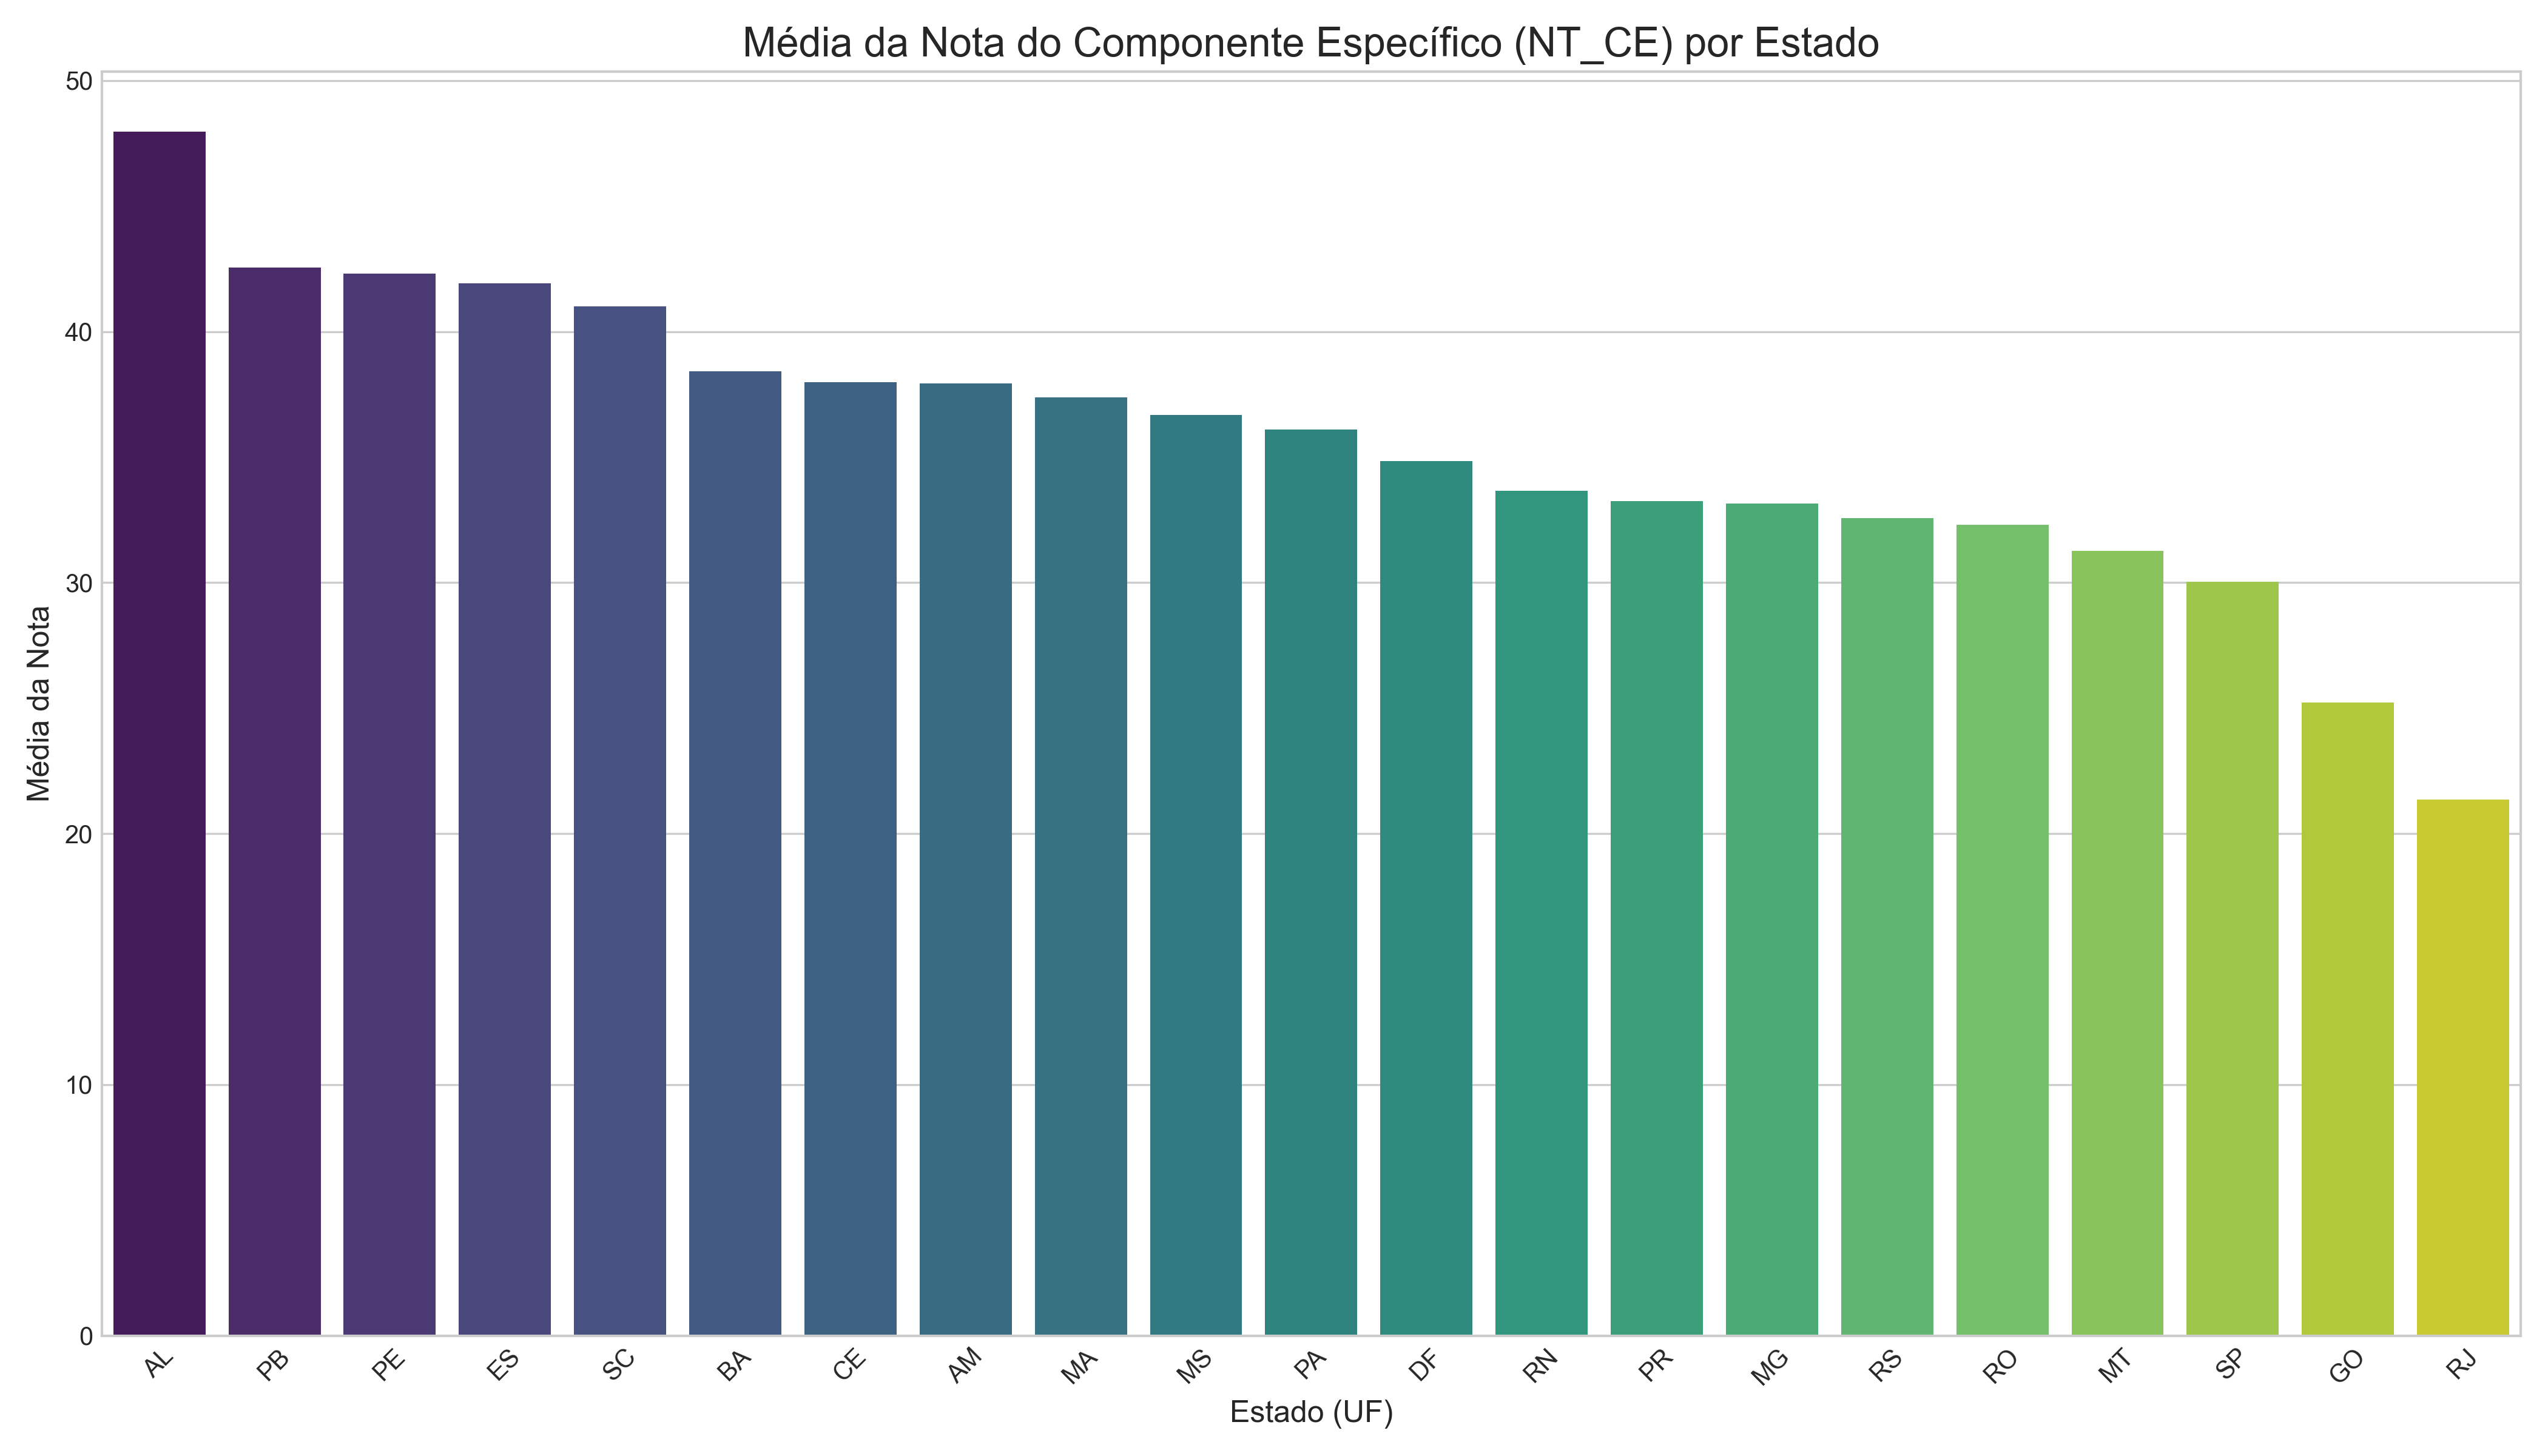 Média da Nota do Componente Específico (NT_CE) por Estado
50
40
30
20
10
0
Média da Nota
AL PB PE ES SC BA CE AM MA MS PA DF RN PR MG RS RO MT SP GO RJ
Estado (UF)